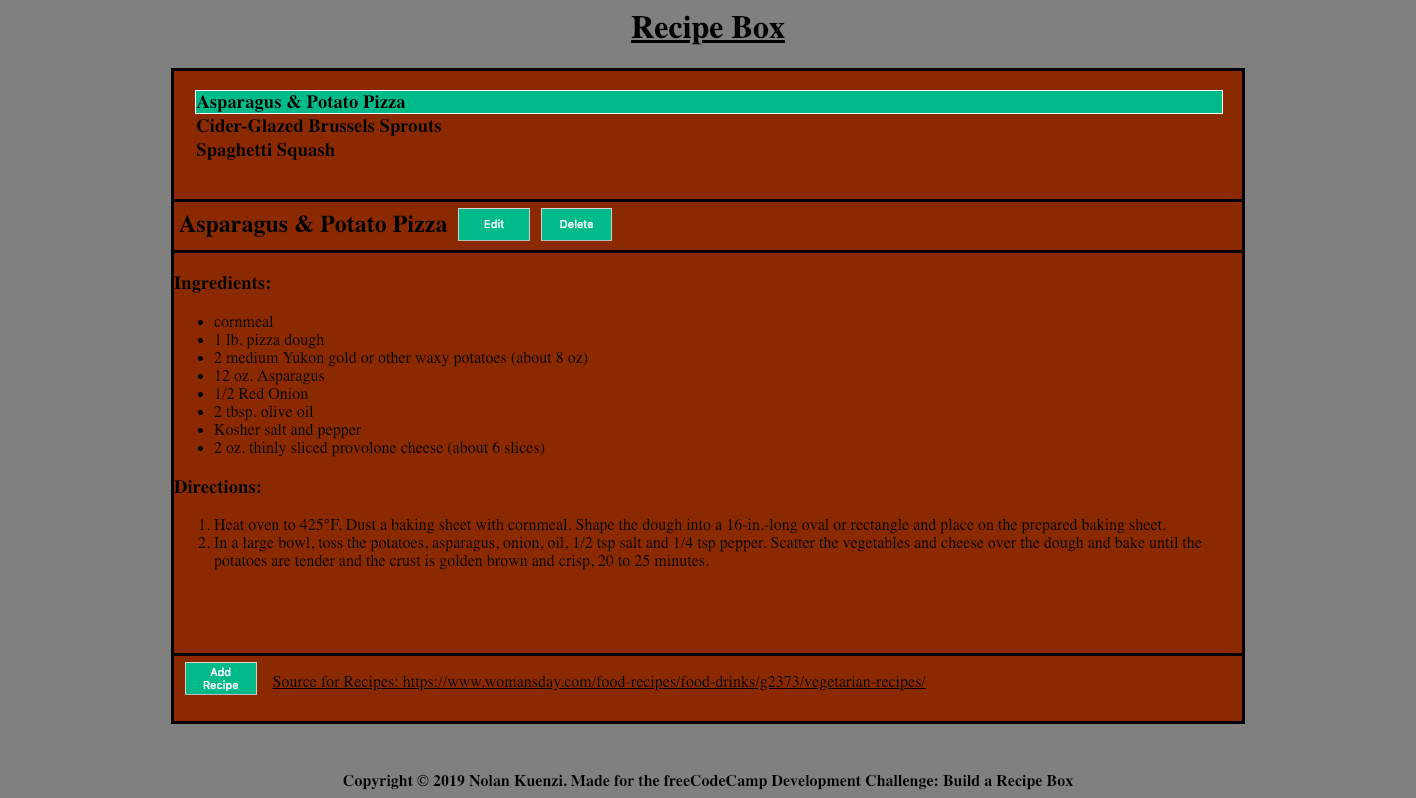 Recipe Box
Asparagus & Potato Pizza
Cider-Glazed Brussels Sprouts
Spaghetti Squash
Asparagus & Potato Pizza Edit Delete
Ingredients:
• cornmeal
• 1 lb. pizza dough
• 2 medium Yukon gold or other waxy potatoes (about 8 oz)
• 12 oz. Asparagus
• 1/2 Red Onion
• 2 tbsp. olive oil
• Kosher salt and pepper
• 2 oz. thinly sliced provolone cheese (about 6 slices)
Directions:
1. Heat oven to 425°F. Dust a baking sheet with cornmeal. Shape the dough into a 16-in,-long oval or rectangle and place on the prepared baking sheet.
2. In a large bowl, toss the potatoes, asparagus, onion, oil, 1/2 tsp salt and 1/4 tsp pepper. Scatter the vegetables and cheese over the dough and bake until the
potatoes are tender and the crust is golden brown and crisp, 20 to 25 minutes.
Add
Recipe
Source for Recipes: https://www.womansday.com/food-recipes/food-drinks/g2373/vegetarian-recipes/
Copyright © 2019 Nolan Kuenzi. Made for the freeCodeCamp Development Challenge: Build a Recipe Box